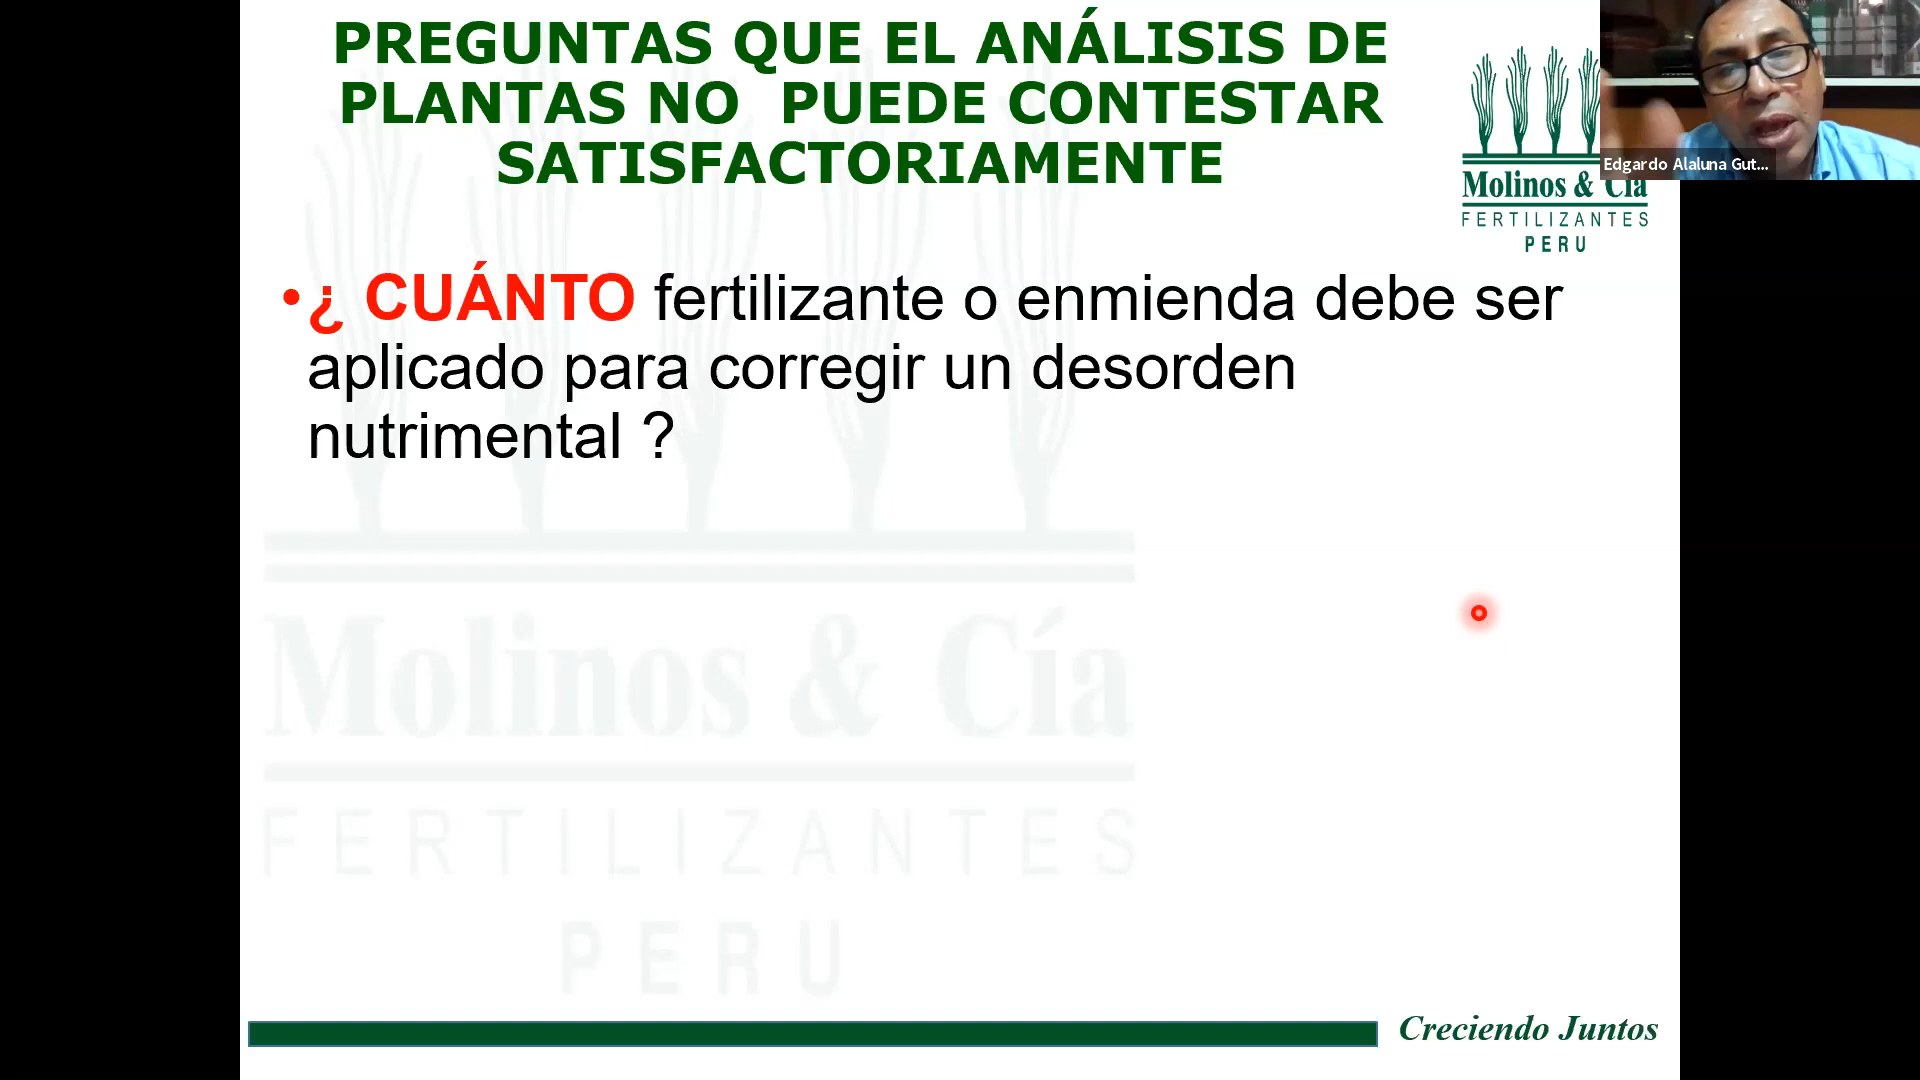 PREGUNTAS QUE EL ANÁLISIS DE
PLANTAS NO PUEDE CONTESTAR
SATISFACTORIAMENTE
Molinos & Cía
FERTILIZANTES
PERU
Edgardo Alaluna Gut...
•¿ CUÁNTO fertilizante o enmienda debe ser
aplicado para corregir un desorden
nutrimental ?
Molinos & Cía
FERTILIZANTES
PERU
Creciendo Juntos